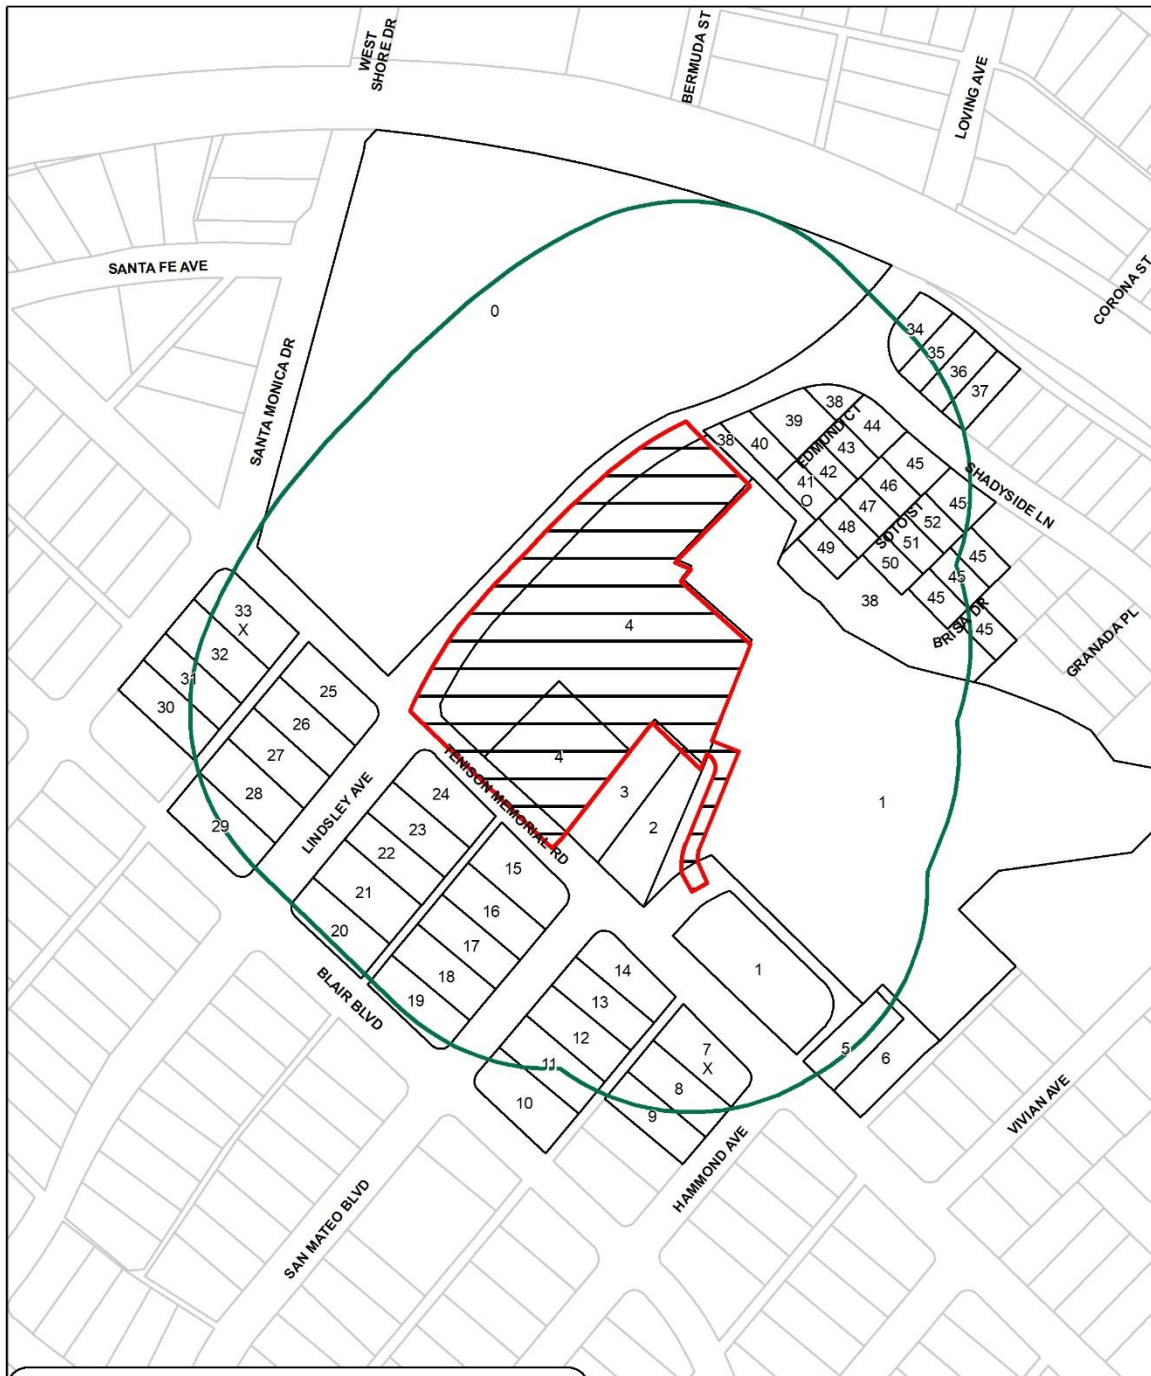 WEST
SHORE DR
BERMUDA ST
LOVING AVE
SANTA FE AVE
CORONA ST
0
34
35
36
37
SANTA MONICA DR
38
39
38
40
EDMUND CT
44
43
45
41
42
O
46
SHADYSIDE LN
47
45
48
SOTO ST
52
51
49
50
45
45
38
45
BRISA DR
45
GRANADA PL
33
X
32
31
30
4
25
26
27
28
29
LINDSLEY AVE
TENISON MEMORIAL RD
4
24
23
22
21
20
3
2
1
15
16
17
18
19
BLAIR BLVD
14
13
12
11
10
1
7
X
8
9
5
6
HAMMOND AVE
VIVIAN AVE
SAN MATEO BLVD